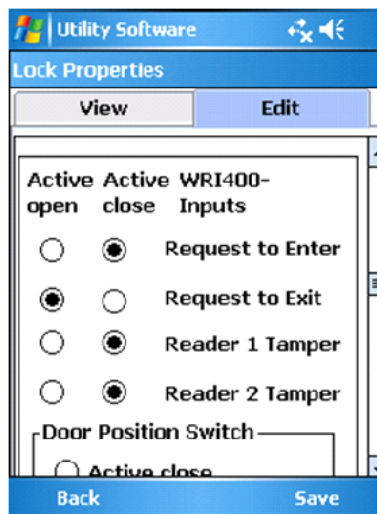 Utility Software
Lock Properties
View Edit
Active Active WRI400-
open close Inputs
Request to Enter
Request to Exit
Reader 1 Tamper
Reader 2 Tamper
Door Position Switch
Active close
Back Save